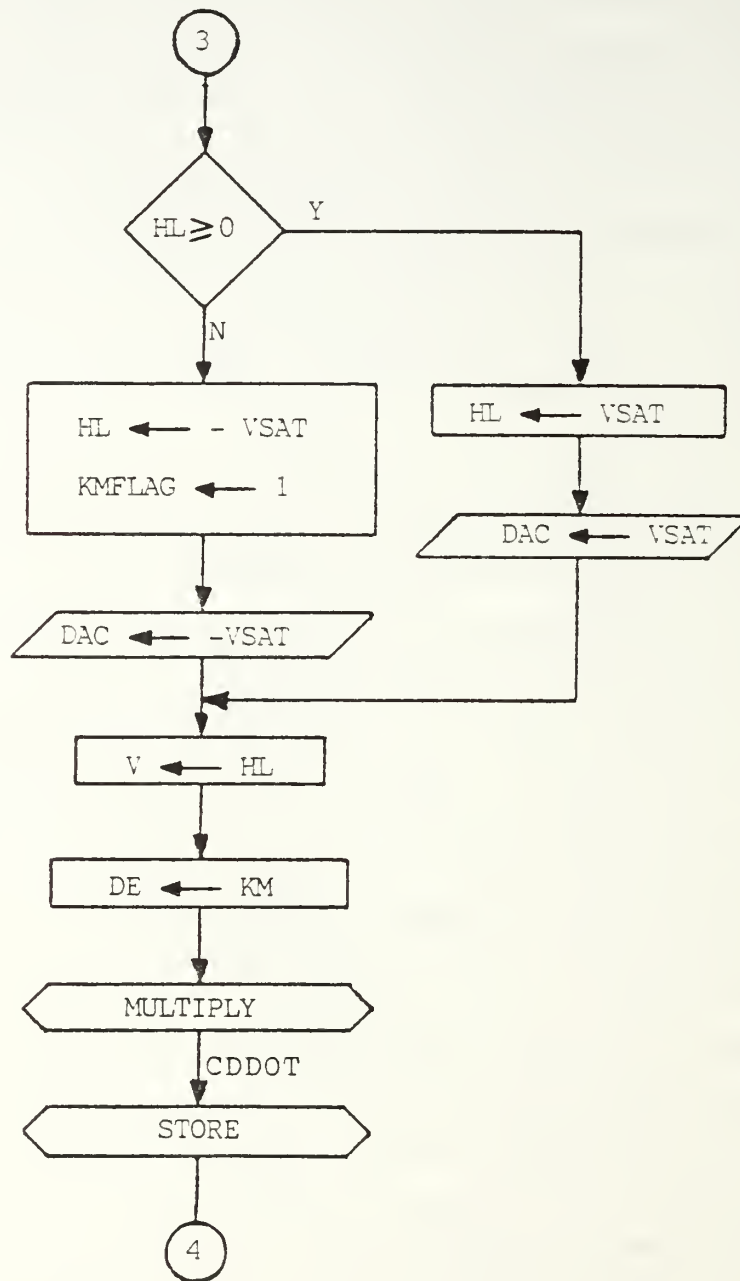 3
HL ≥ 0
Y
N
HL ← - VSAT
KMFLAG ← 1
HL ← VSAT
DAC ← VSAT
DAC ← -VSAT
V ← HL
DE ← KM
MULTIPLY
CDDOT
STORE
4